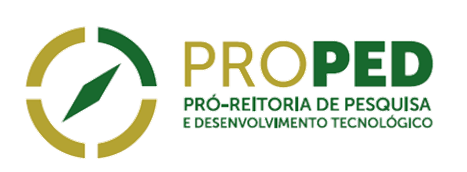 PROPED
PRÓ-REITORIA DE PESQUISA
E DESENVOLVIMENTO TECNOLÓGICO